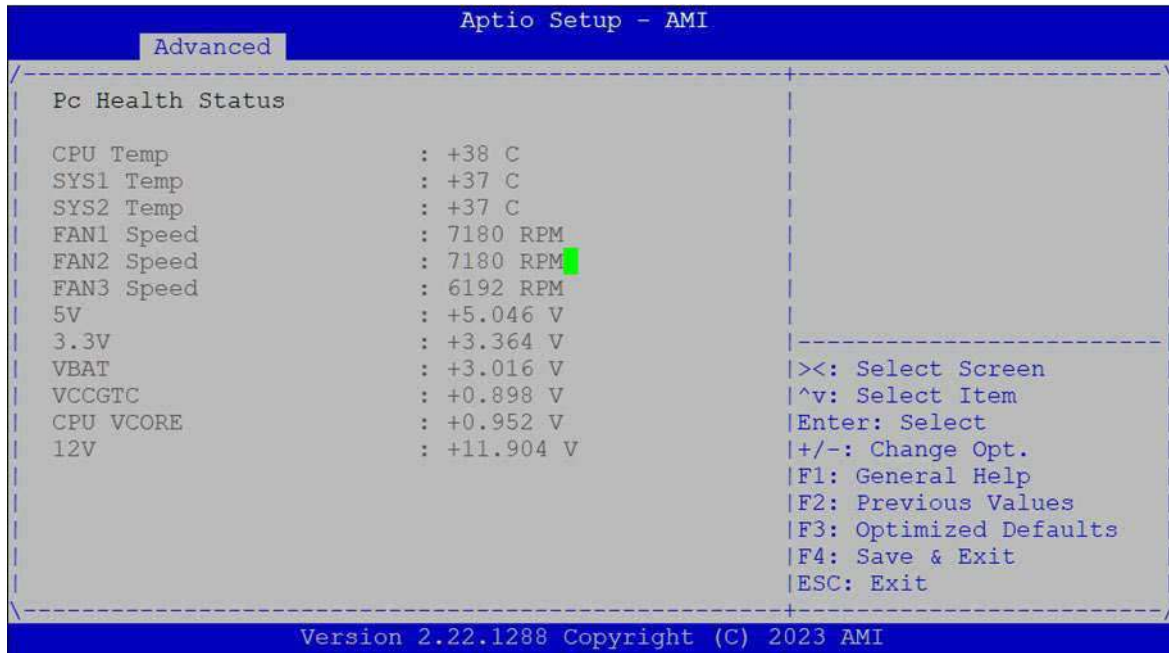 Aptio Setup - AMI
Advanced
Pc Health Status
CPU Temp : +38 C
SYS1 Temp : +37 C
SYS2 Temp : +37 C
FAN1 Speed : 7180 RPM
FAN2 Speed : 7180 RPM
FAN3 Speed : 6192 RPM
5V : +5.046 V
3.3V : +3.364 V
VBAT : +3.016 V
VCCGTC : +0.898 V
CPU VCORE : +0.952 V
12V : +11.904 V
><: Select Screen
^v: Select Item
Enter: Select
+/-: Change Opt.
F1: General Help
F2: Previous Values
F3: Optimized Defaults
F4: Save & Exit
ESC: Exit
Version 2.22.1288 Copyright (C) 2023 AMI